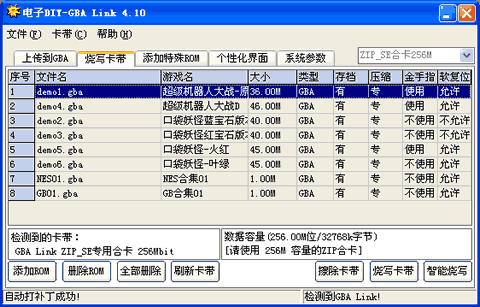 电子DIY-GBA Link 4.10
文件(F) 卡带(C) 帮助(H)
上传到GBA 烧写卡带 添加特殊ROM 个性化界面 系统参数 ZIP_SE合卡256M
序号 文件名 游戏名 大小 类型 存档 压缩 金手指 软复位
1 demo1.gba 超级机器人大战-原 36.00M GBA 有 专 使用 允许
2 demo4.gba 超级机器人大战D 46.00M GBA 有 专 使用 允许
3 demo2.gba 口袋妖怪蓝宝石版 40.00M GBA 有 专 不使用 不允许
4 demo3.gba 口袋妖怪红宝石版 40.00M GBA 有 专 不使用 允许
5 demo5.gba 口袋妖怪-火红 45.00M GBA 有 专 使用 允许
6 demo6.gba 口袋妖怪-叶绿 45.00M GBA 有 专 不使用 允许
7 NES01.gba NES合集01 1.00M GBA 有 专 不使用 允许
8 GB01.gba GB合集01 1.00M GBA 有 专 不使用 允许
检测到的卡带：
GBA Link ZIP_SE专用合卡 256Mbit
数据容量(256.00M位/32768k字节)
[请使用 256M 容量的ZIP合卡]
添加ROM 删除ROM 全部删除 刷新卡带 擦除卡带 烧写卡带 智能烧写
自动打补丁成功! 检测到GBA Link!